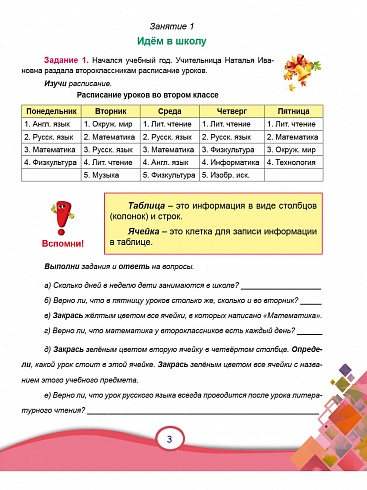 Занятие 1
Идём в школу
Задание 1. Начался учебный год. Учительница Наталья Ива-
новна раздала второклассникам расписание уроков.
Изучи расписание.
Расписание уроков во втором классе
Понедельник Вторник Среда Четверг Пятница
1. Англ. язык 1. Окруж. мир 1. Лит. чтение 1. Лит. чтение 1. Лит. чтение
2. Русск. язык 2. Математика 2. Русск. язык 2. Русск. язык 2. Математика
3. Математика 3. Русск. язык 3. Математика 3. Физкультура 3. Окруж. мир
4. Физкультура 4. Лит. чтение 4. Англ. язык 4. Информатика 4. Технология
5. Музыка 5. Физкультура 5. Изобр. иск.
Таблица – это информация в виде столбцов
(колонок) и строк.
Ячейка – это клетка для записи информации
в таблице.
Вспомни!
Выполни задания и ответь на вопросы.
а) Сколько дней в неделю дети занимаются в школе?
б) Верно ли, что в пятницу уроков столько же, сколько и во вторник?
в) Закрась жёлтым цветом все ячейки, в которых написано «Математика».
г) Верно ли, что математика у второклассников есть каждый день?
д) Закрась зелёным цветом вторую ячейку в четвёртом столбце. Опреде-
ли, какой урок стоит в этой ячейке. Закрась зелёным цветом все ячейки с назва-
нием этого учебного предмета.
е) Верно ли, что урок русского языка всегда проводится после урока литера-
турного чтения?
3